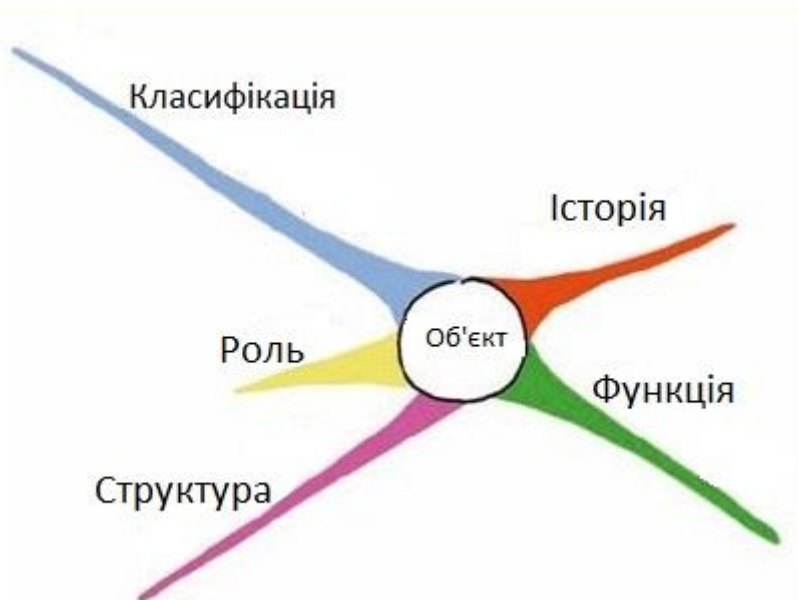 Класифікація
Історія
Об'єкт
Роль
Функція
Структура